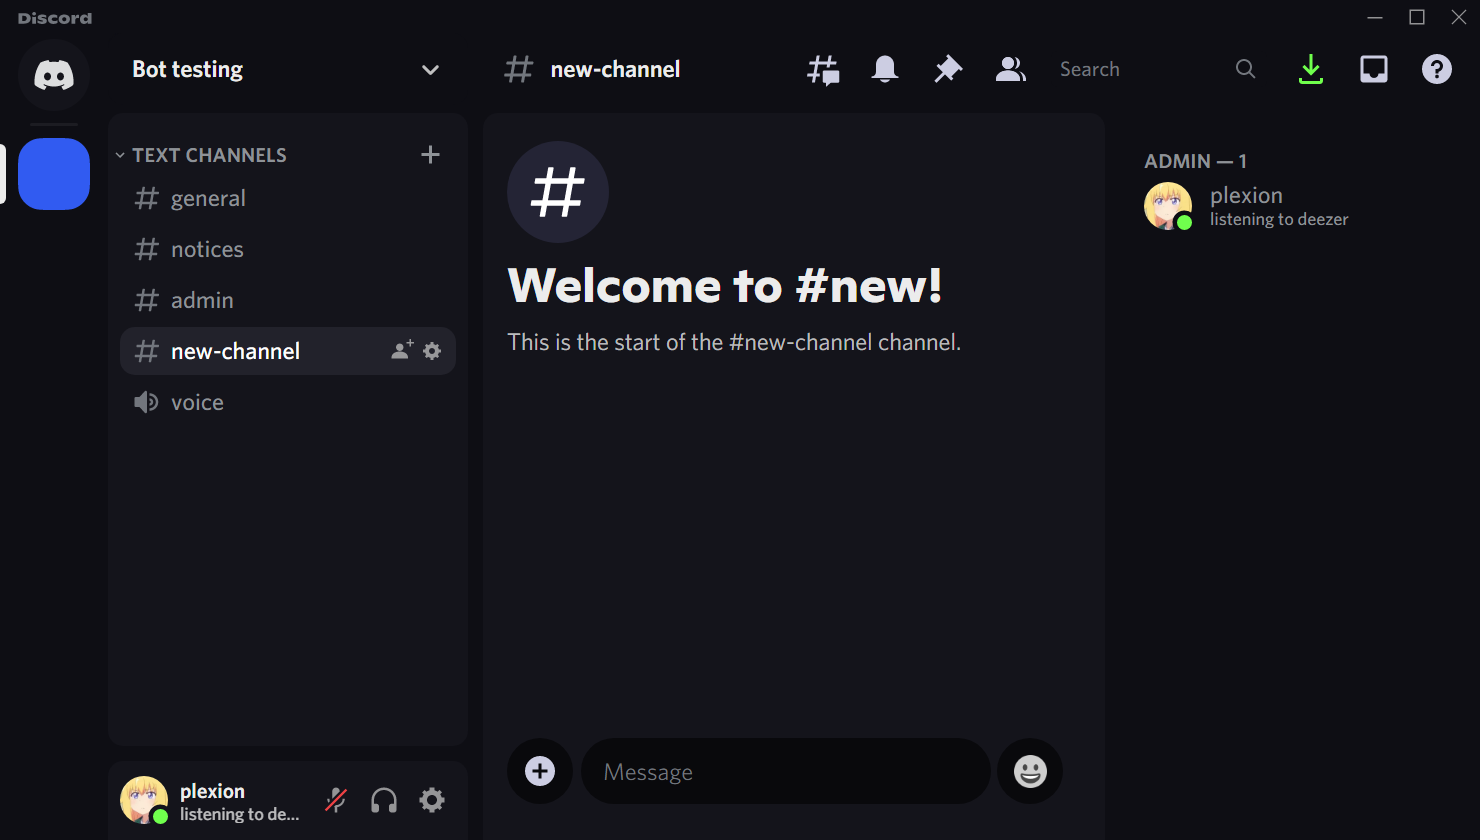 Discord
Bot testing
new-channel
Search
TEXT CHANNELS
general
notices
admin
new-channel
voice
Welcome to #new!
This is the start of the #new-channel channel.
ADMIN — 1
plexion
listening to deezer
Message
plexion
listening to de...